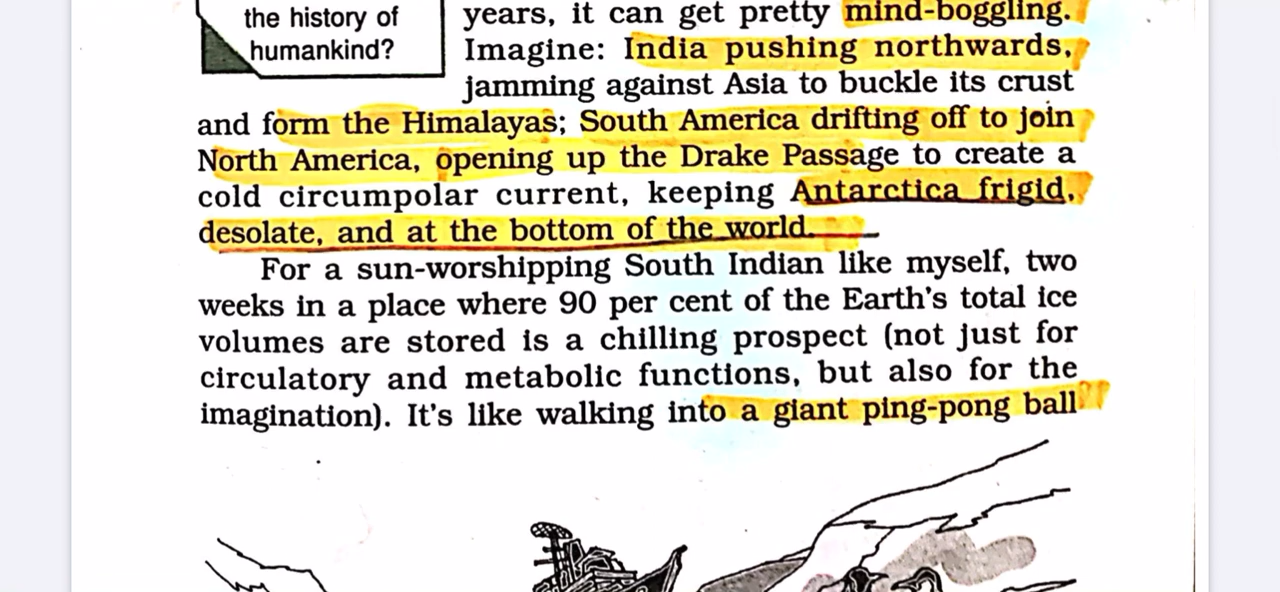 the history of
humankind?
years, it can get pretty mind-boggling.
Imagine: India pushing northwards,
jamming against Asia to buckle its crust
and form the Himalayas; South America drifting off to join
North America, opening up the Drake Passage to create a
cold circumpolar current, keeping Antarctica frigid,
desolate, and at the bottom of the world.
For a sun-worshipping South Indian like myself, two
weeks in a place where 90 per cent of the Earth's total ice
volumes are stored is a chilling prospect (not just for
circulatory and metabolic functions, but also for the
imagination). It's like walking into a giant ping-pong ball